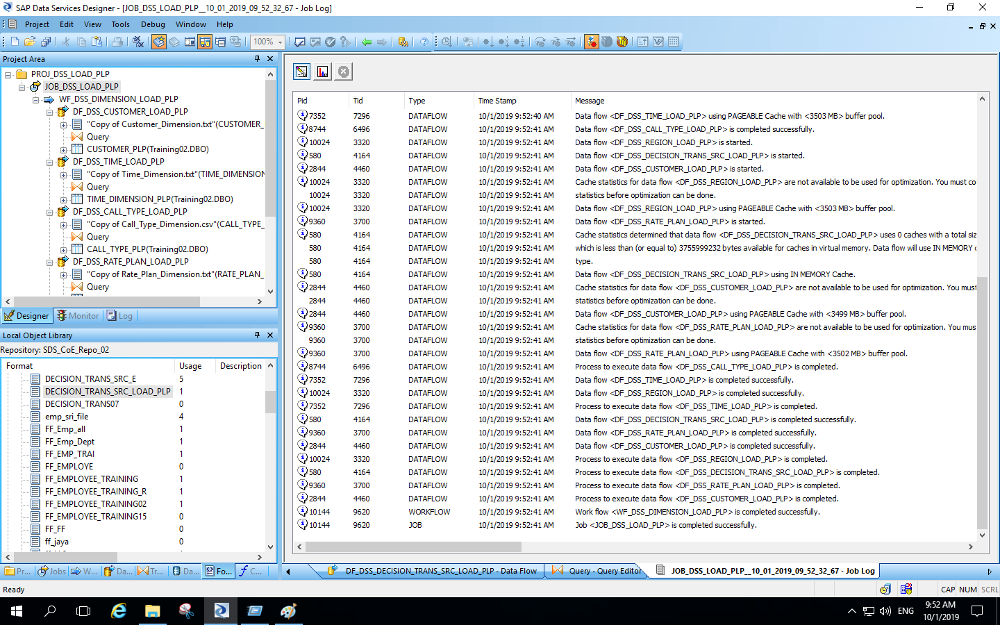 SAP Data Services Designer - [JOB_DSS_LOAD_PLP__10_01_2019_09_52_32_67 - Job Log]
Project Edit View Tools Debug Window Help
100%
Project Area
PROJ_DSS_LOAD_PLP
JOB_DSS_LOAD_PLP
WF_DSS_DIMENSION_LOAD_PLP
DF_DSS_CUSTOMER_LOAD_PLP
"Copy of Customer_Dimension.txt"(CUSTOMER_
Query
CUSTOMER_PLP(Training02.DBO)
DF_DSS_TIME_LOAD_PLP
"Copy of Time_Dimension.txt"(TIME_DIMENSION
Query
TIME_DIMENSION_PLP(Training02.DBO)
DF_DSS_CALL_TYPE_LOAD_PLP
"Copy of Call_Type_Dimension.csv"(CALL_TYPE_
Query
CALL_TYPE_PLP(Training02.DBO)
DF_DSS_RATE_PLAN_LOAD_PLP
"Copy of Rate_Plan_Dimension.txt"(RATE_PLAN_
Query
Designer Monitor Log
Local Object Library
Repository: SDS_CoE_Repo_02
Format Usage Description
DECISION_TRANS_SRC_E 5
DECISION_TRANS_SRC_LOAD_PLP 1
DECISION_TRANS07 0
emp_sri_file 4
FF_Emp_all 1
FF_Emp_Dept 1
FF_EMP_TRAI 1
FF_EMPLOYE 0
FF_EMPLOYEE_TRAINING 1
FF_EMPLOYEE_TRAINING_R 1
FF_EMPLOYEE_TRAINING02 1
FF_EMPLOYEE_TRAINING15 0
FF_FF 0
ff_jaya 0
Pr... Jobs W... Da... Tr... Da... Fo... C...
Pid Tid Type Time Stamp Message
7352 7296 DATAFLOW 10/1/2019 9:52:40 AM Data flow <DF_DSS_TIME_LOAD_PLP> using PAGEABLE Cache with <3503 MB> buffer pool.
8744 6496 DATAFLOW 10/1/2019 9:52:41 AM Data flow <DF_DSS_CALL_TYPE_LOAD_PLP> is completed successfully.
10024 3320 DATAFLOW 10/1/2019 9:52:41 AM Data flow <DF_DSS_REGION_LOAD_PLP> is started.
580 4164 DATAFLOW 10/1/2019 9:52:41 AM Data flow <DF_DSS_DECISION_TRANS_SRC_LOAD_PLP> is started.
2844 4460 DATAFLOW 10/1/2019 9:52:41 AM Data flow <DF_DSS_CUSTOMER_LOAD_PLP> is started.
10024 3320 DATAFLOW 10/1/2019 9:52:41 AM Cache statistics for data flow <DF_DSS_REGION_LOAD_PLP> are not available to be used for optimization. You must co
10024 3320 DATAFLOW 10/1/2019 9:52:41 AM statistics before optimization can be done.
10024 3320 DATAFLOW 10/1/2019 9:52:41 AM Data flow <DF_DSS_REGION_LOAD_PLP> using PAGEABLE Cache with <3503 MB> buffer pool.
9360 3700 DATAFLOW 10/1/2019 9:52:41 AM Data flow <DF_DSS_RATE_PLAN_LOAD_PLP> is started.
580 4164 DATAFLOW 10/1/2019 9:52:41 AM Cache statistics determined that data flow <DF_DSS_DECISION_TRANS_SRC_LOAD_PLP> uses 0 caches with a total siz
580 4164 DATAFLOW 10/1/2019 9:52:41 AM which is less than (or equal to) 3755999232 bytes available for caches in virtual memory. Data flow will use IN MEMORY c
580 4164 DATAFLOW 10/1/2019 9:52:41 AM type.
580 4164 DATAFLOW 10/1/2019 9:52:41 AM Data flow <DF_DSS_DECISION_TRANS_SRC_LOAD_PLP> using IN MEMORY Cache.
2844 4460 DATAFLOW 10/1/2019 9:52:41 AM Cache statistics for data flow <DF_DSS_CUSTOMER_LOAD_PLP> are not available to be used for optimization. You must
2844 4460 DATAFLOW 10/1/2019 9:52:41 AM statistics before optimization can be done.
2844 4460 DATAFLOW 10/1/2019 9:52:41 AM Data flow <DF_DSS_CUSTOMER_LOAD_PLP> using PAGEABLE Cache with <3499 MB> buffer pool.
9360 3700 DATAFLOW 10/1/2019 9:52:41 AM Cache statistics for data flow <DF_DSS_RATE_PLAN_LOAD_PLP> are not available to be used for optimization. You mus
9360 3700 DATAFLOW 10/1/2019 9:52:41 AM statistics before optimization can be done.
9360 3700 DATAFLOW 10/1/2019 9:52:41 AM Data flow <DF_DSS_RATE_PLAN_LOAD_PLP> using PAGEABLE Cache with <3502 MB> buffer pool.
8744 6496 DATAFLOW 10/1/2019 9:52:41 AM Process to execute data flow <DF_DSS_CALL_TYPE_LOAD_PLP> is completed.
7352 7296 DATAFLOW 10/1/2019 9:52:41 AM Data flow <DF_DSS_TIME_LOAD_PLP> is completed successfully.
10024 3320 DATAFLOW 10/1/2019 9:52:41 AM Data flow <DF_DSS_REGION_LOAD_PLP> is completed successfully.
7352 7296 DATAFLOW 10/1/2019 9:52:41 AM Process to execute data flow <DF_DSS_TIME_LOAD_PLP> is completed.
580 4164 DATAFLOW 10/1/2019 9:52:41 AM Data flow <DF_DSS_DECISION_TRANS_SRC_LOAD_PLP> is completed successfully.
9360 3700 DATAFLOW 10/1/2019 9:52:41 AM Data flow <DF_DSS_RATE_PLAN_LOAD_PLP> is completed successfully.
2844 4460 DATAFLOW 10/1/2019 9:52:41 AM Data flow <DF_DSS_CUSTOMER_LOAD_PLP> is completed successfully.
10024 3320 DATAFLOW 10/1/2019 9:52:41 AM Process to execute data flow <DF_DSS_REGION_LOAD_PLP> is completed.
580 4164 DATAFLOW 10/1/2019 9:52:41 AM Process to execute data flow <DF_DSS_DECISION_TRANS_SRC_LOAD_PLP> is completed.
9360 3700 DATAFLOW 10/1/2019 9:52:41 AM Process to execute data flow <DF_DSS_RATE_PLAN_LOAD_PLP> is completed.
2844 4460 DATAFLOW 10/1/2019 9:52:41 AM Process to execute data flow <DF_DSS_CUSTOMER_LOAD_PLP> is completed.
10144 9620 WORKFLOW 10/1/2019 9:52:41 AM Work flow <WF_DSS_DIMENSION_LOAD_PLP> is completed successfully.
10144 9620 JOB 10/1/2019 9:52:41 AM Job <JOB_DSS_LOAD_PLP> is completed successfully.
DF_DSS_DECISION_TRANS_SRC_LOAD_PLP - Data Flow Query - Query Editor JOB_DSS_LOAD_PLP__10_01_2019_09_52_32_67 - Job Log
Ready CAP NUM SCRL
ENG 9:52 AM
10/1/2019